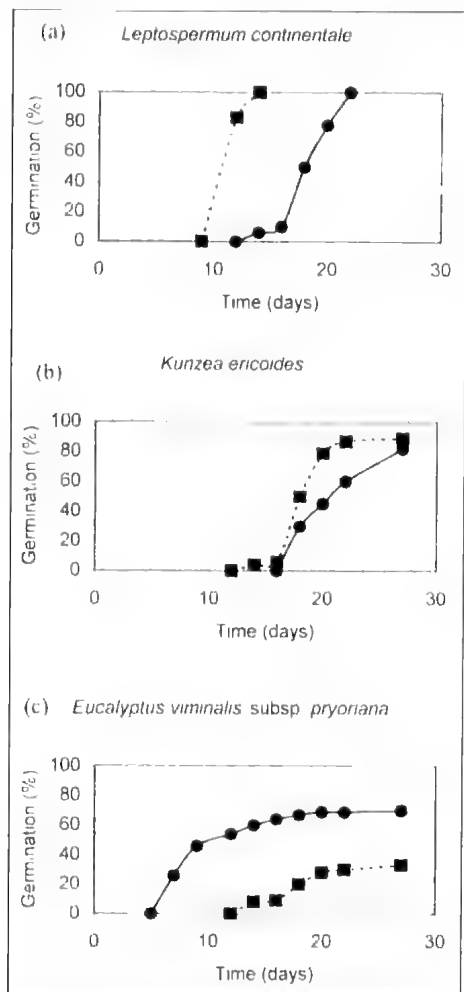 (a) Leptospermum continentale
100
80
60
40
20
0
Germination (%)
0 10 20 30
Time (days)
(b) Kunzea ericoides
100
80
60
40
20
0
Germination (%)
0 10 20 30
Time (days)
(c) Eucalyptus viminalis subsp pryoriana
100
80
60
40
20
0
Germination (%)
0 10 20 30
Time (days)